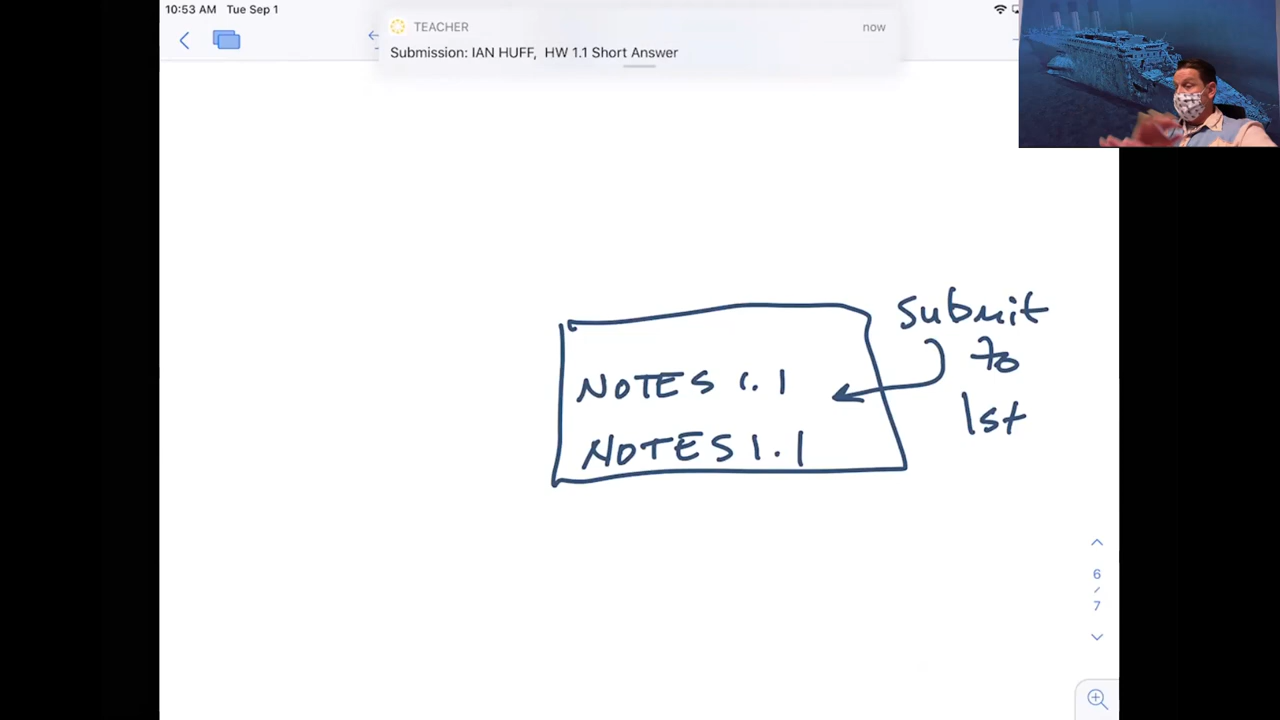 10:53 AM Tue Sep 1
TEACHER now
Submission: IAN HUFF, HW 1.1 Short Answer
submit
to
1st
NOTES 1.1
NOTES 1.1
6
/
7